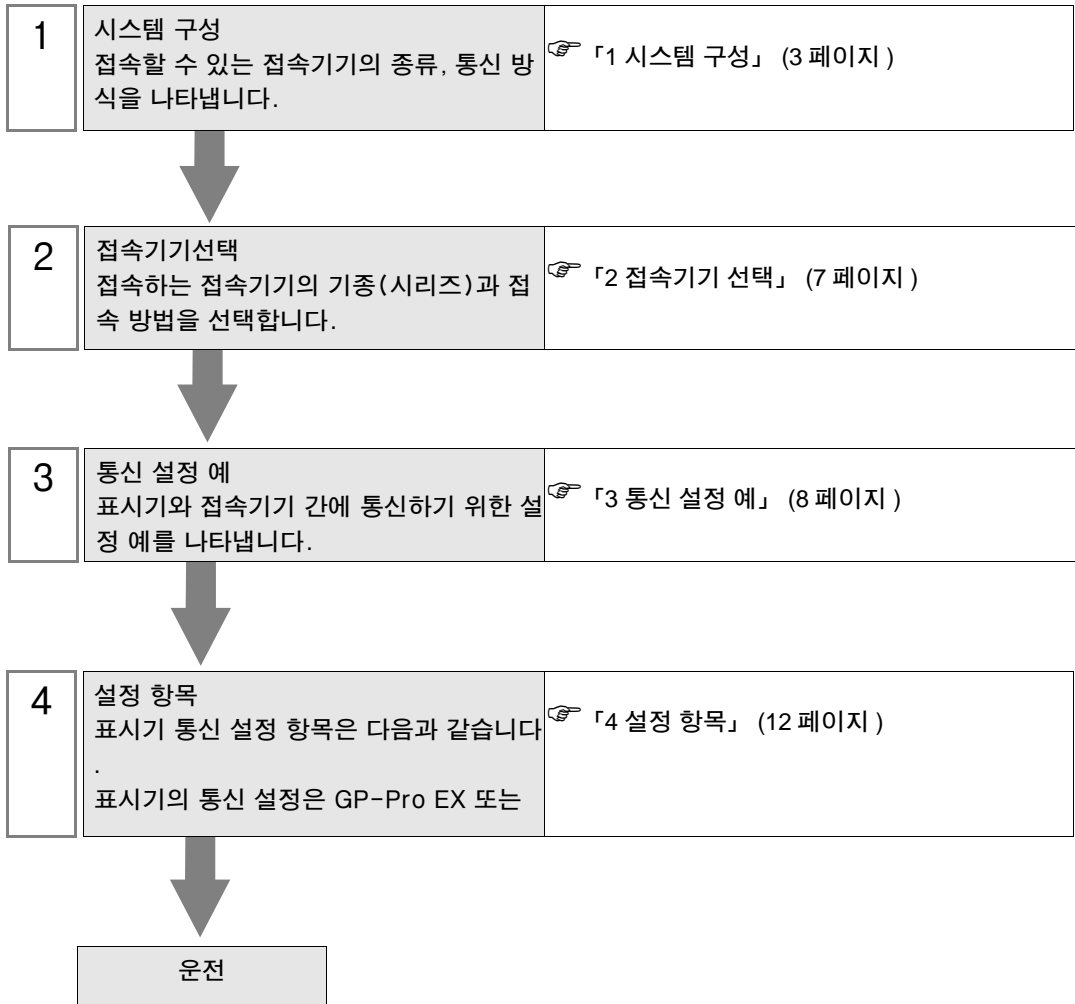 1
시스템 구성
접속할 수 있는 접속기기의 종류, 통신 방
식을 나타냅니다.
☞ 「1 시스템 구성」 (3 페이지 )
2
접속기기선택
접속하는 접속기기의 기종(시리즈)과 접
속 방법을 선택합니다.
☞ 「2 접속기기 선택」 (7 페이지 )
3
통신 설정 예
표시기와 접속기기 간에 통신하기 위한 설
정 예를 나타냅니다.
☞ 「3 통신 설정 예」 (8 페이지 )
4
설정 항목
표시기 통신 설정 항목은 다음과 같습니다
.
표시기의 통신 설정은 GP-Pro EX 또는
☞ 「4 설정 항목」 (12 페이지 )
운전